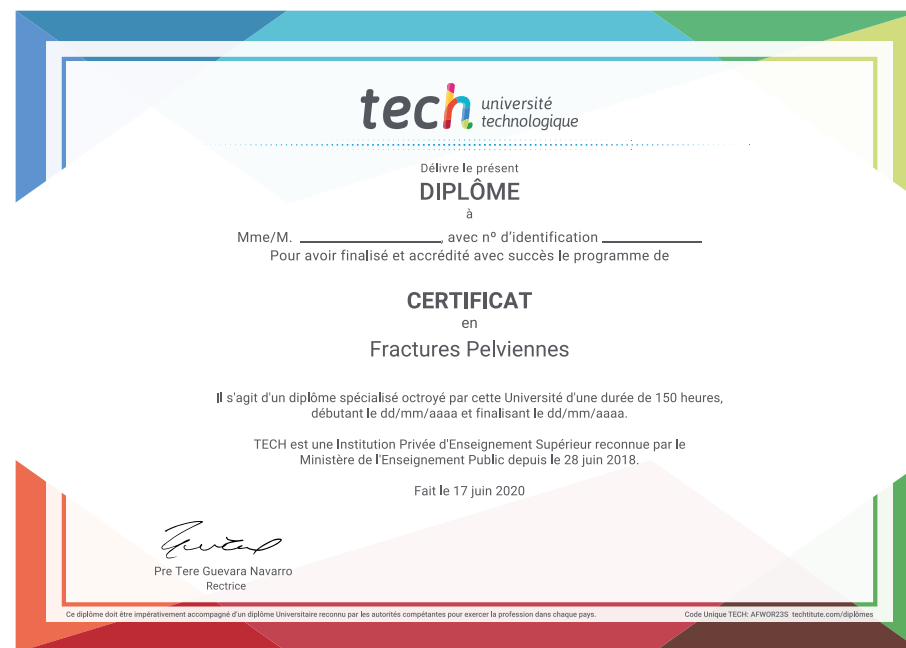 tech université
technologique
Délivre le présent
DIPLÔME
à
Mme/M. ____________________, avec nº d'identification ______________
Pour avoir finalisé et accrédité avec succès le programme de
CERTIFICAT
en
Fractures Pelviennes
Il s'agit d'un diplôme spécialisé octroyé par cette Université d'une durée de 150 heures,
débutant le dd/mm/aaaa et finalisant le dd/mm/aaaa.
TECH est une Institution Privée d'Enseignement Supérieur reconnue par le
Ministère de l'Enseignement Public depuis le 28 juin 2018.
Fait le 17 juin 2020
Pre Tere Guevara Navarro
Rectrice
Ce diplôme doit être impérativement accompagné d'un diplôme Universitaire reconnu par les autorités compétentes pour exercer la profession dans chaque pays.
Code Unique TECH: AFWOR23S techtitute.com/diplômes